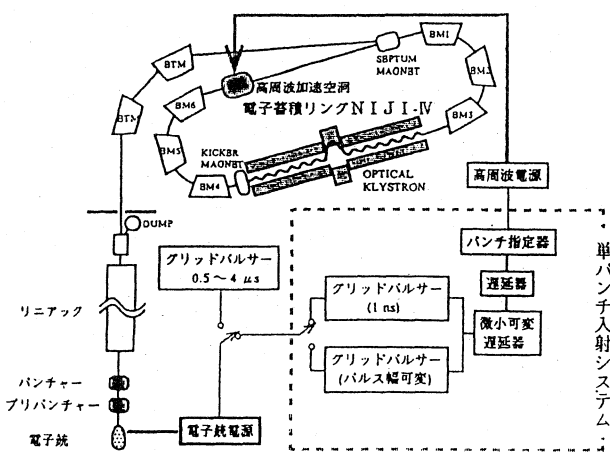 BM1
BTM
SEPTUM
MAGNET
BM2
高周波加速空洞
BM6
電子蓄積リングNIJI-Ⅳ
BTM
BM3
BM5
KICKER
MAGNET
OPTICAL
KLYSTRON
BM4
高周波電源
DUMP
バンチ指定器
グリッドパルサー
0.5～4 μs
遅延器
グリッドパルサー
(1 ns)
リニアック
微小可変
遅延器
グリッドパルサー
(パルス幅可変)
バンチャー
プリバンチャー
電子銃
電子銃電源
単バンチ入射システム